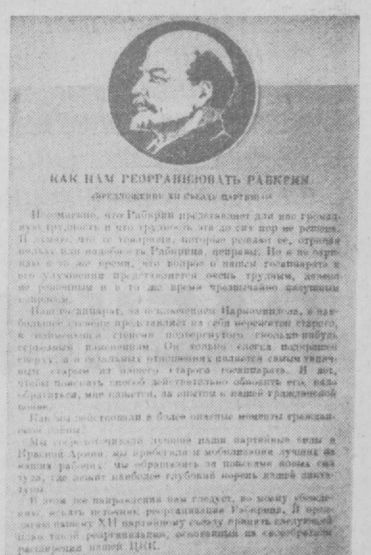 КАК НАМ РЕОРГАНИЗОВАТЬ РАБКРИН
(ПРЕДЛОЖЕНИЕ XII СЪЕЗДУ ПАРТИИ)
Несомненно, что Рабкрин представляет для нас громад-
ную трудность и что трудность эта до сих пор не решена.
Я думаю, что те товарищи, которые решают ее, отрицая
пользу или надобность Рабкрина, неправы. Но я не отри-
цаю в то же время, что вопрос о нашем госаппарате и
его улучшении представляется очень трудным, далеко
не решенным и в то же время чрезвычайно насущным
вопросом.
Наш госаппарат, за исключением Наркоминдела, в наи-
большей степени представляет из себя пережиток старого,
в наименьшей степени подвергнутого сколько-нибудь
серьезным изменениям. Он только слегка подкрашен
сверху, а в остальных отношениях является самым типич-
ным старым из нашего старого госаппарата. И вот,
чтобы поискать способ действительно обновить его, надо
обратиться, мне кажется, за опытом к нашей гражданской
войне.
Как мы действовали в более опасные моменты граждан-
ской войны?
Мы сосредоточивали лучшие наши партийные силы в
Красной Армии; мы прибегали к мобилизации лучших из
наших рабочих; мы обращались за поисками новых сил
туда, где лежит наиболее глубокий корень нашей дикта-
туры.
В этом же направлении нам следует, по моему убежде-
нию, искать источник реорганизации Рабкрина. Я пред-
лагаю нашему XII партийному съезду принять следующий
план такой реорганизации, основанный на своеобразном
расширении нашей ЦКК.